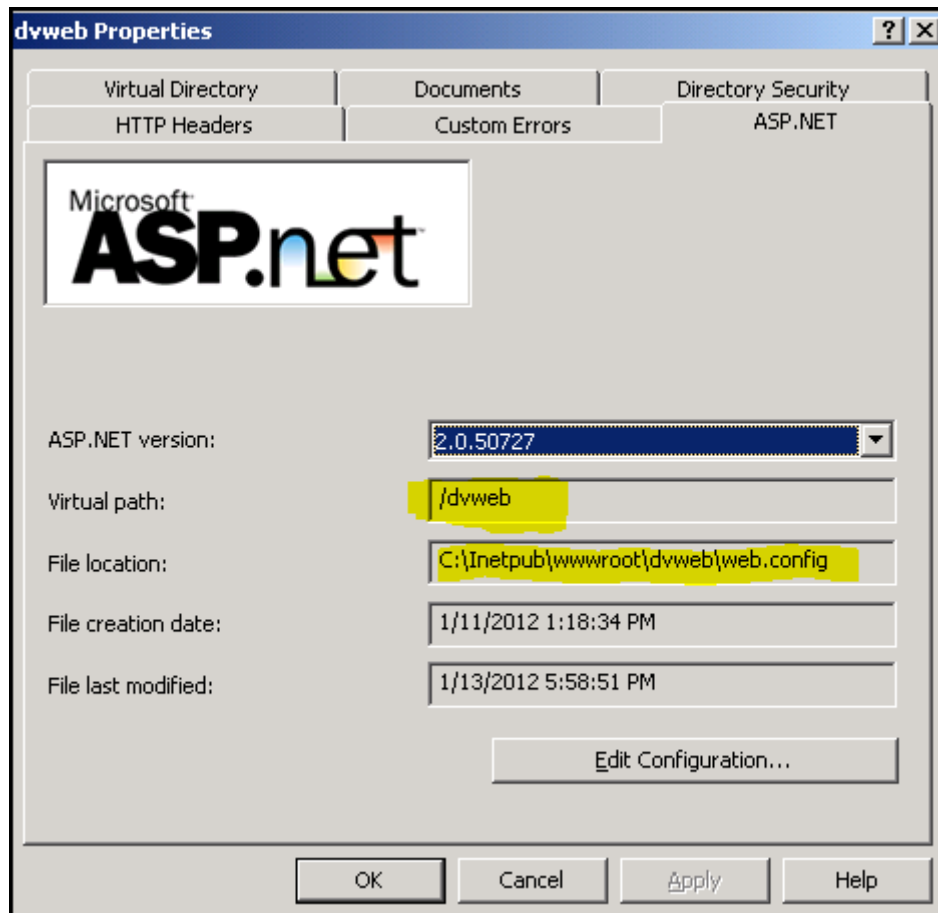 dvweb Properties
Virtual Directory
Documents
Directory Security
HTTP Headers
Custom Errors
ASP.NET
Microsoft
ASP.net
ASP.NET version:
2.0.50727
Virtual path:
/dvweb
File location:
C:\Inetpub\wwwroot\dvweb\web.config
File creation date:
1/11/2012 1:18:34 PM
File last modified:
1/13/2012 5:58:51 PM
Edit Configuration...
OK
Cancel
Apply
Help